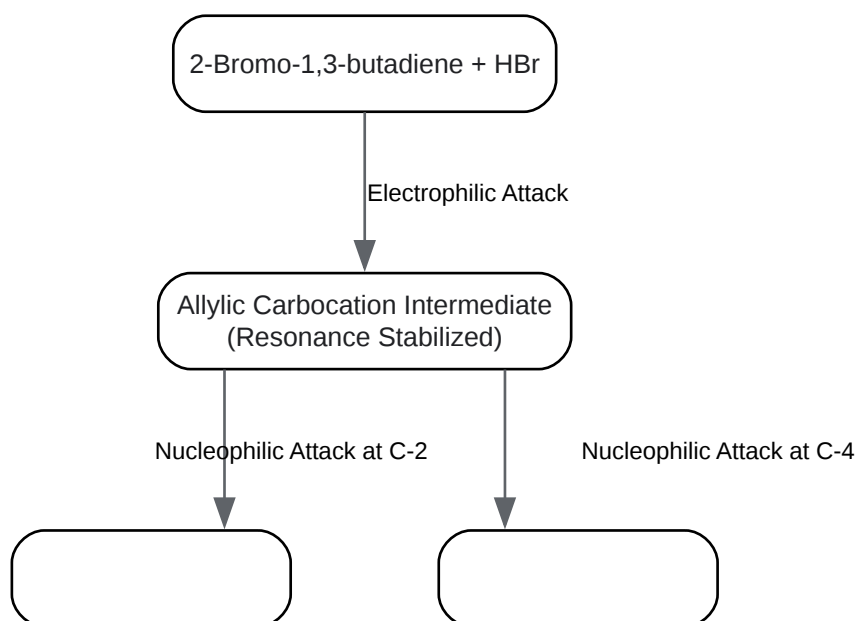 2-Bromo-1,3-butadiene + HBr
Electrophilic Attack
Allylic Carbocation Intermediate
(Resonance Stabilized)
Nucleophilic Attack at C-2
Nucleophilic Attack at C-4